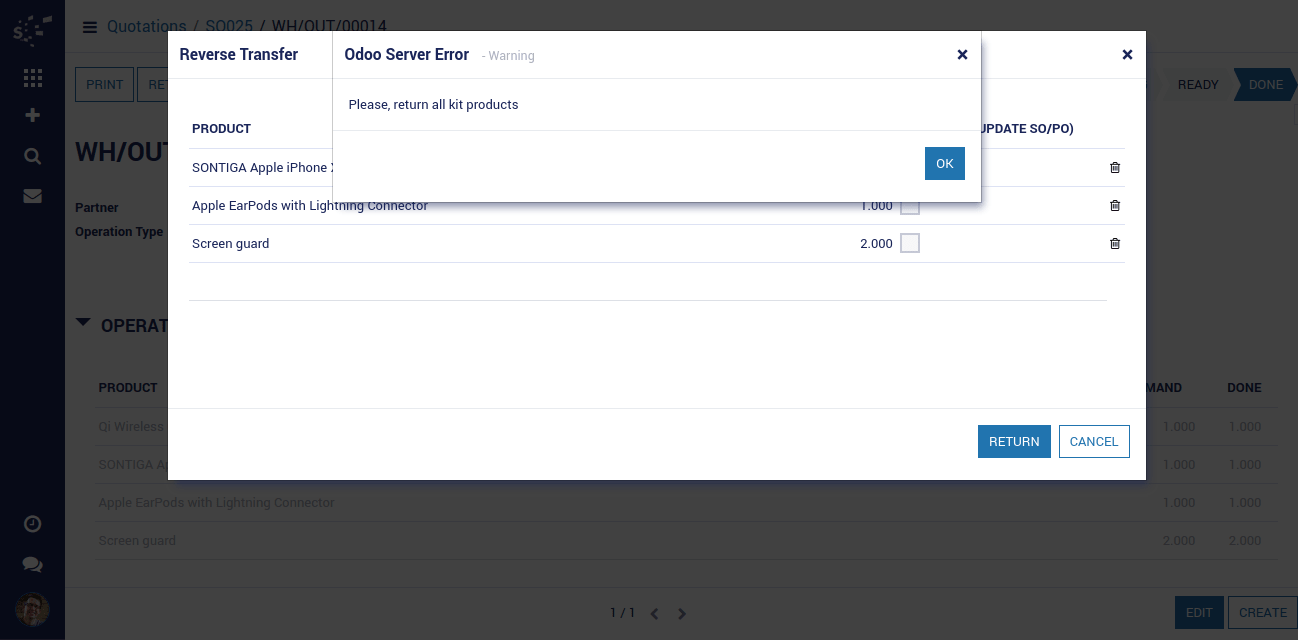 Quotations / SO025 / WH/OUT/00014
Reverse Transfer
Odoo Server Error - Warning
PRINT
READY
DONE
Please, return all kit products
PRODUCT
UPDATE SO/PO)
WH/OUT
OK
SONTIGA Apple iPhone
Partner
Apple EarPods with Lightning Connector 1.000
Operation Type
Screen guard 2.000
OPERAT
PRODUCT
MAND DONE
Qi Wireless 1.000 1.000
RETURN
CANCEL
SONTIGA Ap 1.000 1.000
Apple EarPods with Lightning Connector 1.000 1.000
Screen guard 2.000 2.000
1 / 1
EDIT
CREATE